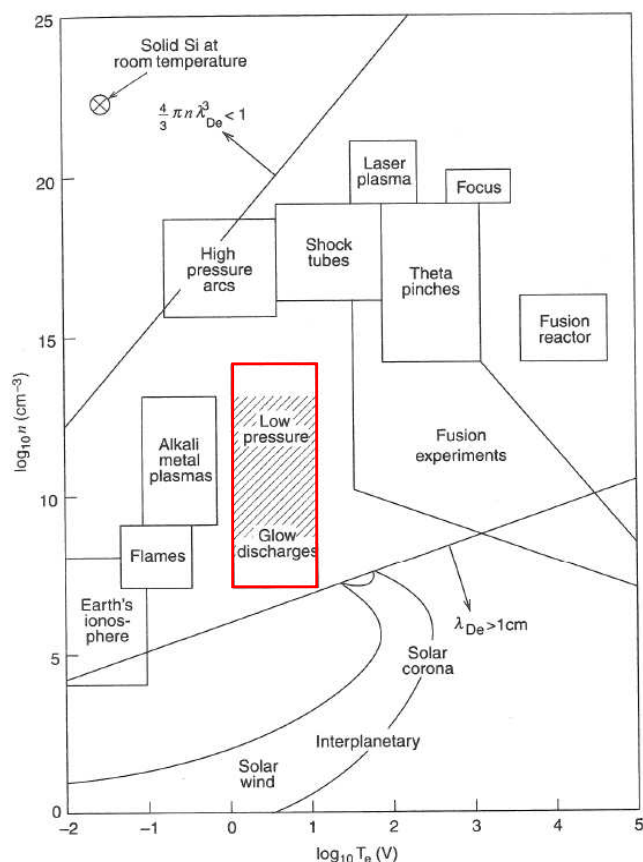 25
Solid Si at
room temperature
4/3 π n λ³De < 1
20
Laser
plasma
Focus
High
pressure
arcs
Shock
tubes
Theta
pinches
Fusion
reactor
15
log₁₀ n (cm⁻³)
Low
pressure
Alkali
metal
plasmas
Fusion
experiments
10
Glow
discharges
Flames
Earth's
ionos-
phere
λDe > 1cm
5
Solar
corona
Interplanetary
Solar
wind
0
−2 −1 0 1 2 3 4 5
log₁₀ Te (V)